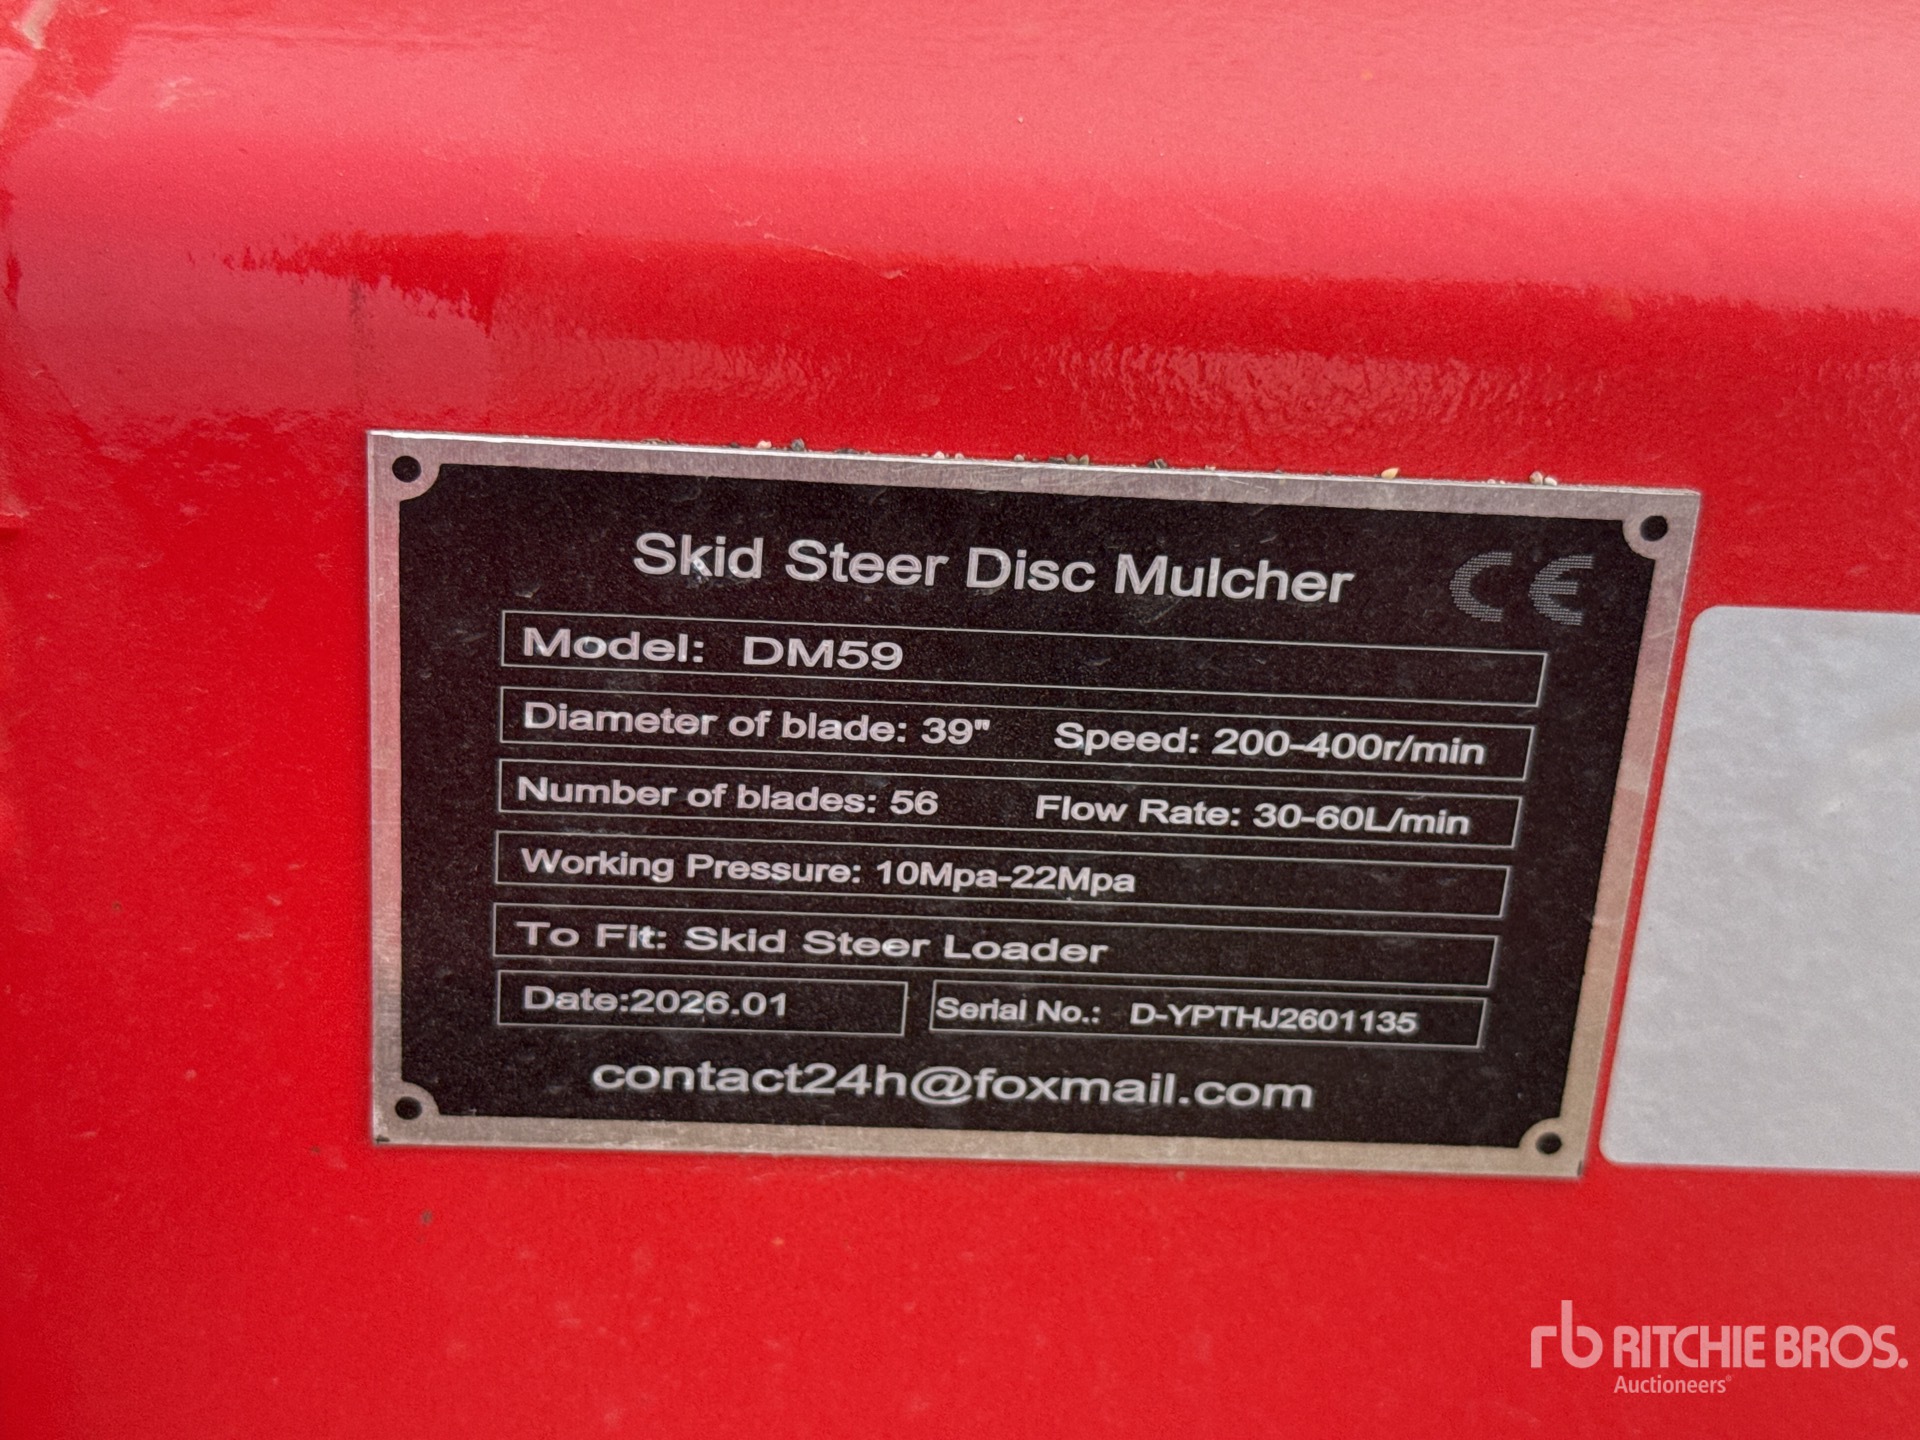 Skid Steer Disc Mulcher CE
Model: DM59
Diameter of blade: 39" Speed: 200-400r/min
Number of blades: 56 Flow Rate: 30-60L/min
Working Pressure: 10Mpa-22Mpa
To Fit: Skid Steer Loader
Date:2026.01 Serial No.: D-YPTHJ2601135
contact24h@foxmail.com
rb RITCHIE BROS.
Auctioneers®